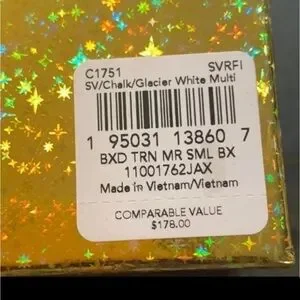 C1751 SVRFI
SV/Chalk/Glacier White Multi
1 95031 13860 7
BXD TRN MR SML BX
11001762JAX
Made in Vietnam/Vietnam
COMPARABLE VALUE
$178.00